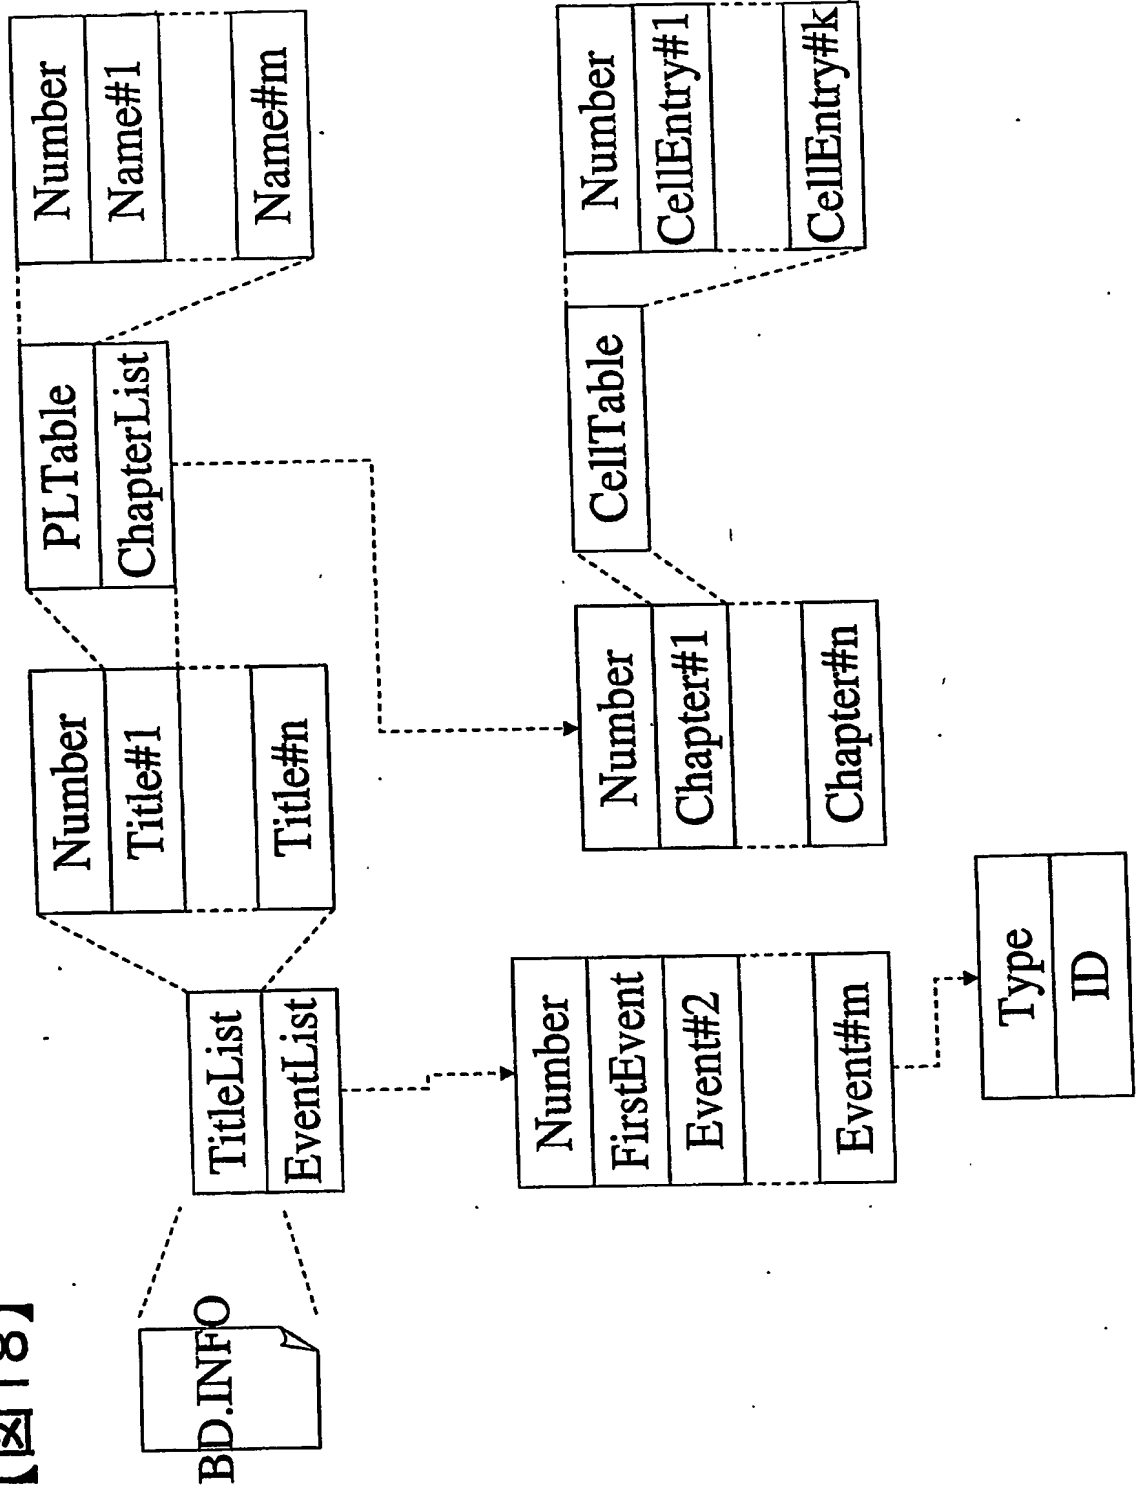 【図18】
BD.INFO
TitleList
EventList
Number
Title#1
Title#n
PLTable
ChapterList
Number
Name#1
Name#m
Number
FirstEvent
Event#2
Event#m
Type
ID
Number
Chapter#1
Chapter#n
CellTable
Number
CellEntry#1
CellEntry#k